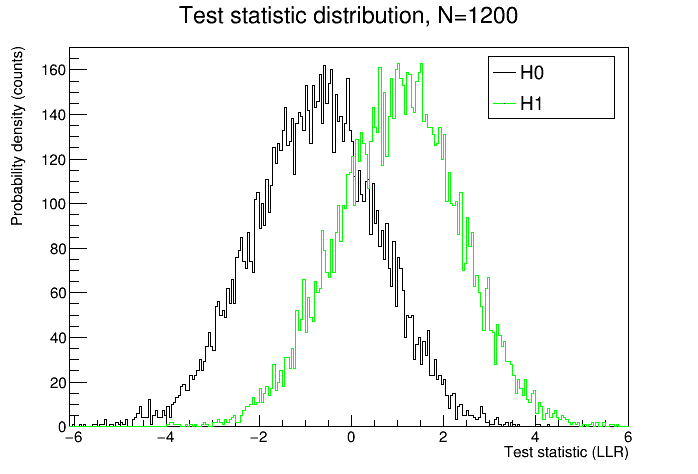 Test statistic distribution, N=1200
Probability density (counts)
160
140
120
100
80
60
40
20
0
H0
H1
−6 −4 −2 0 2 4 6
Test statistic (LLR)